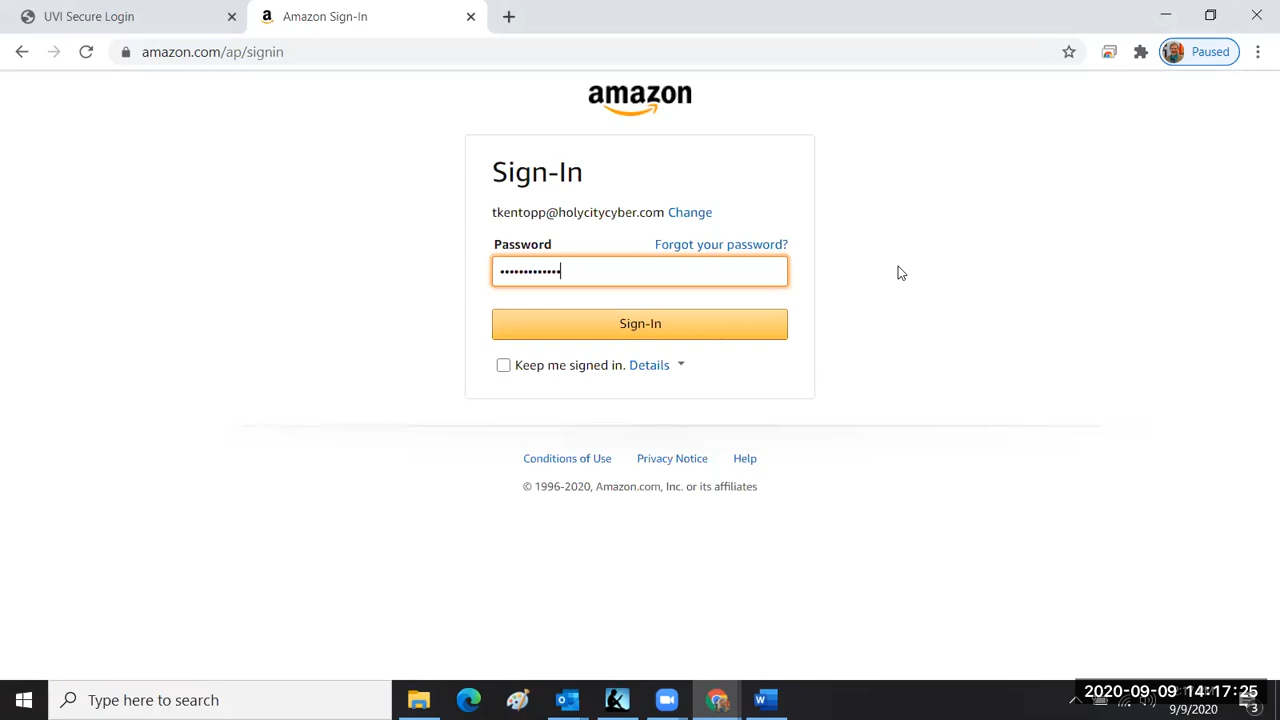 UVI Secure Login
Amazon Sign-In
amazon.com/ap/signin
Paused
amazon
Sign-In
tkentopp@holycitycyber.com Change
Password Forgot your password?
•••••••••••••
Sign-In
Keep me signed in. Details
Conditions of Use Privacy Notice Help
© 1996-2020, Amazon.com, Inc. or its affiliates
Type here to search
2020-09-09 14:17:25
9/9/2020
3